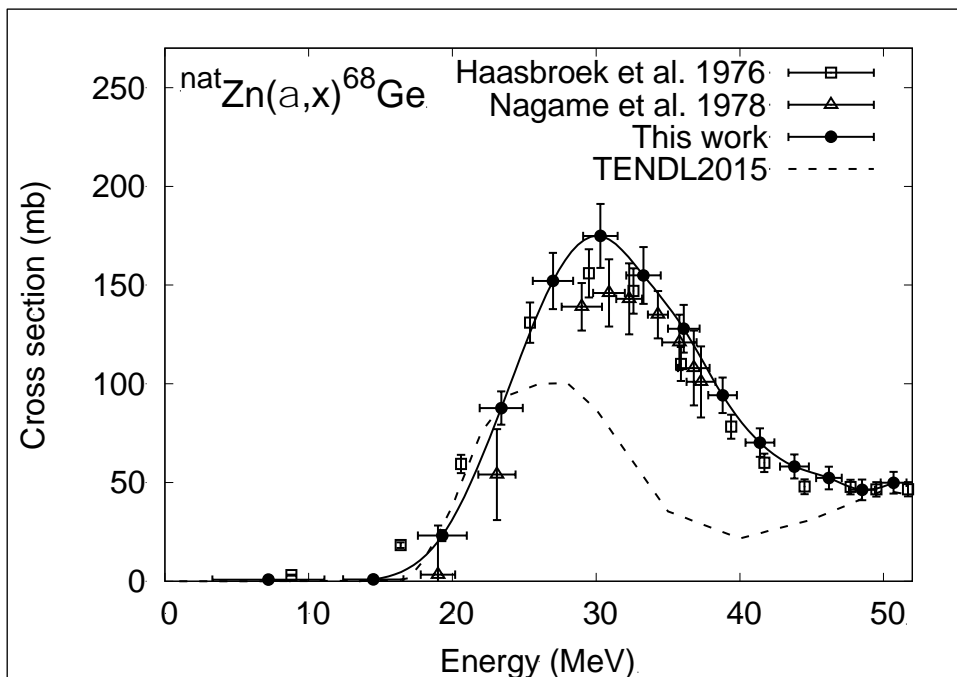 natZn(a,x)68Ge
Haasbroek et al. 1976
Nagame et al. 1978
This work
TENDL2015
Cross section (mb)
250
200
150
100
50
0
0 10 20 30 40 50
Energy (MeV)